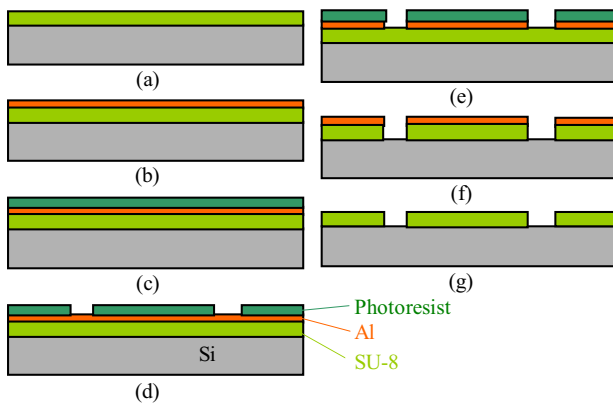 (a)
(b)
(c)
Si
(d)
(e)
(f)
(g)
Photoresist
Al
SU-8